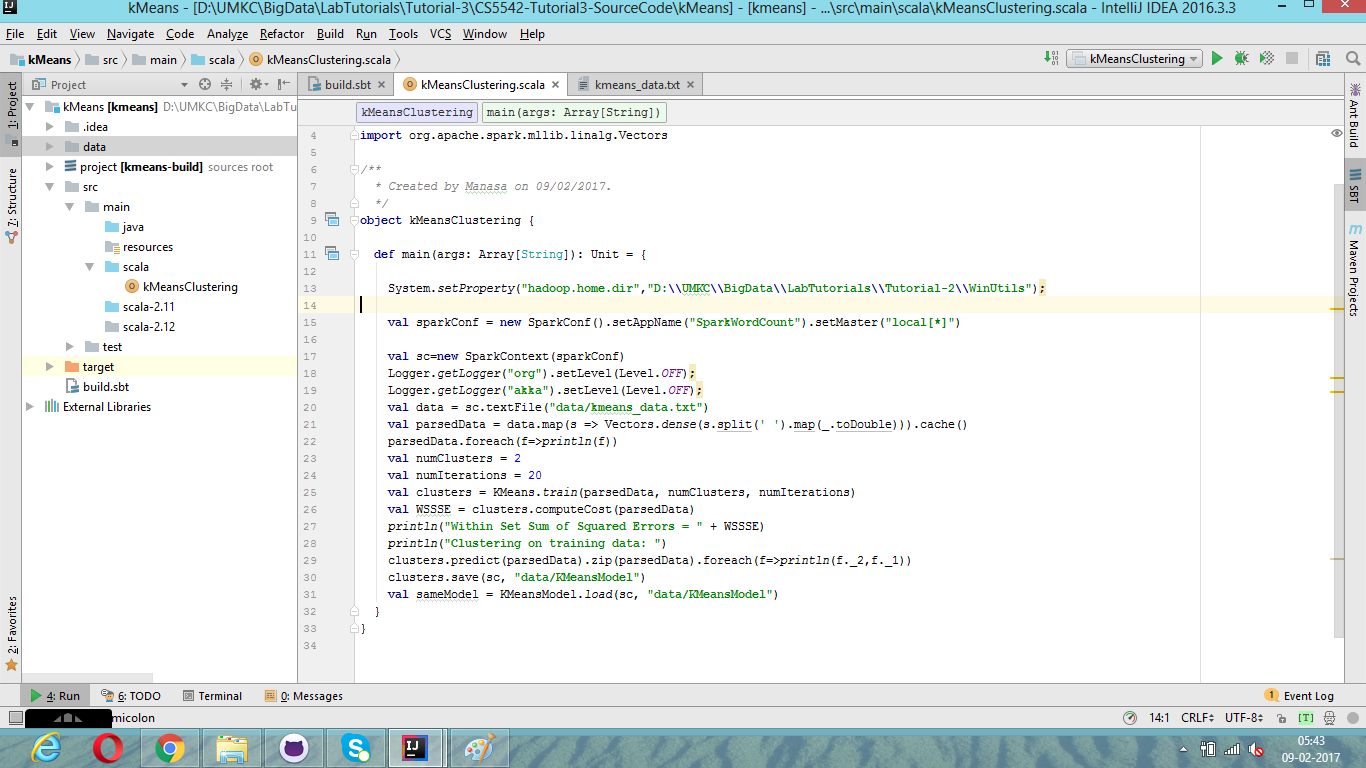 kMeans - [D:\UMKC\BigData\LabTutorials\Tutorial-3\CS5542-Tutorial3-SourceCode\kMeans] - [kmeans] - ...\src\main\scala\kMeansClustering.scala - IntelliJ IDEA 2016.3.3
File Edit View Navigate Code Analyze Refactor Build Run Tools VCS Window Help
kMeans src main scala kMeansClustering.scala kMeansClustering
Project build.sbt kMeansClustering.scala kmeans_data.txt
kMeansClustering main(args: Array[String])
1: Project
7: Structure
2: Favorites
kMeans [kmeans] D:\UMKC\BigData\LabTu
.idea
data
project [kmeans-build] sources root
src
main
java
resources
scala
kMeansClustering
scala-2.11
scala-2.12
test
target
build.sbt
External Libraries
4 import org.apache.spark.mllib.linalg.Vectors
5
6 /**
7 * Created by Manasa on 09/02/2017.
8 */
9 object kMeansClustering {
10
11 def main(args: Array[String]): Unit = {
12
13 System.setProperty("hadoop.home.dir","D:\\UMKC\\BigData\\LabTutorials\\Tutorial-2\\WinUtils");
14
15 val sparkConf = new SparkConf().setAppName("SparkWordCount").setMaster("local[*]")
16
17 val sc=new SparkContext(sparkConf)
18 Logger.getLogger("org").setLevel(Level.OFF);
19 Logger.getLogger("akka").setLevel(Level.OFF);
20 val data = sc.textFile("data/kmeans_data.txt")
21 val parsedData = data.map(s => Vectors.dense(s.split(' ').map(_.toDouble))).cache()
22 parsedData.foreach(f=>println(f))
23 val numClusters = 2
24 val numIterations = 20
25 val clusters = KMeans.train(parsedData, numClusters, numIterations)
26 val WSSSE = clusters.computeCost(parsedData)
27 println("Within Set Sum of Squared Errors = " + WSSSE)
28 println("Clustering on training data: ")
29 clusters.predict(parsedData).zip(parsedData).foreach(f=>println(f._2,f._1))
30 clusters.save(sc, "data/KMeansModel")
31 val sameModel = KMeansModel.load(sc, "data/KMeansModel")
32 }
33 }
34
Ant Build
SBT
Maven Projects
4: Run 6: TODO Terminal 0: Messages 1 Event Log
micolon 14:1 CRLF UTF-8 [T]
05:43
09-02-2017